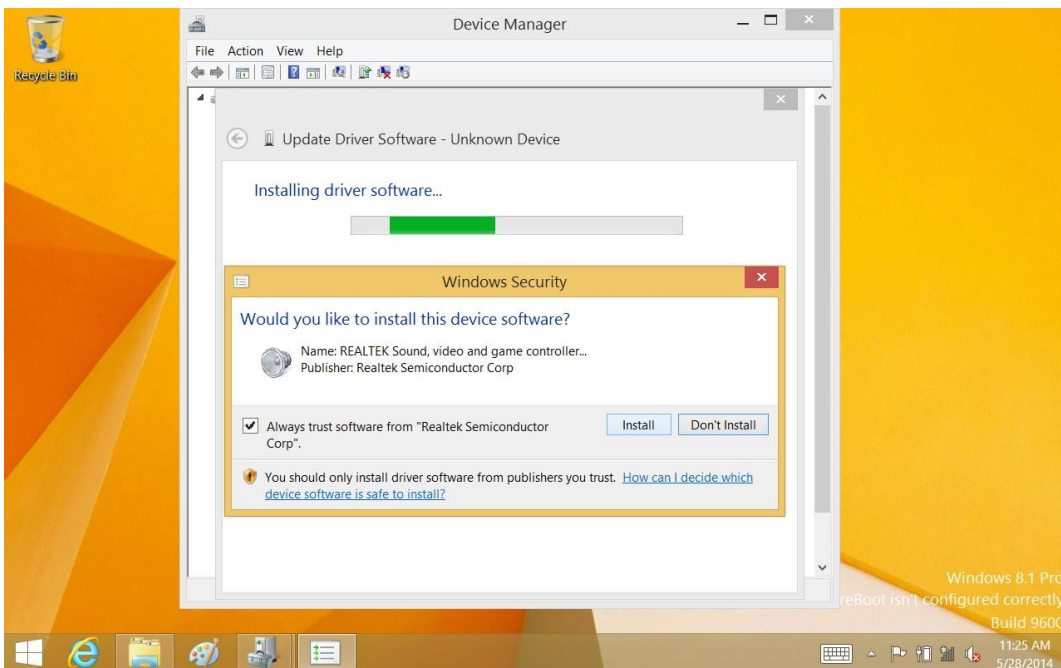 Recycle Bin
Device Manager
File Action View Help
Update Driver Software - Unknown Device
Installing driver software...
Windows Security
Would you like to install this device software?
Name: REALTEK Sound, video and game controller...
Publisher: Realtek Semiconductor Corp
Always trust software from "Realtek Semiconductor
Corp".
Install
Don't Install
You should only install driver software from publishers you trust. How can I decide which
device software is safe to install?
Windows 8.1 Pro
reBoot isn't configured correctly
Build 9600
11:25 AM
5/28/2014